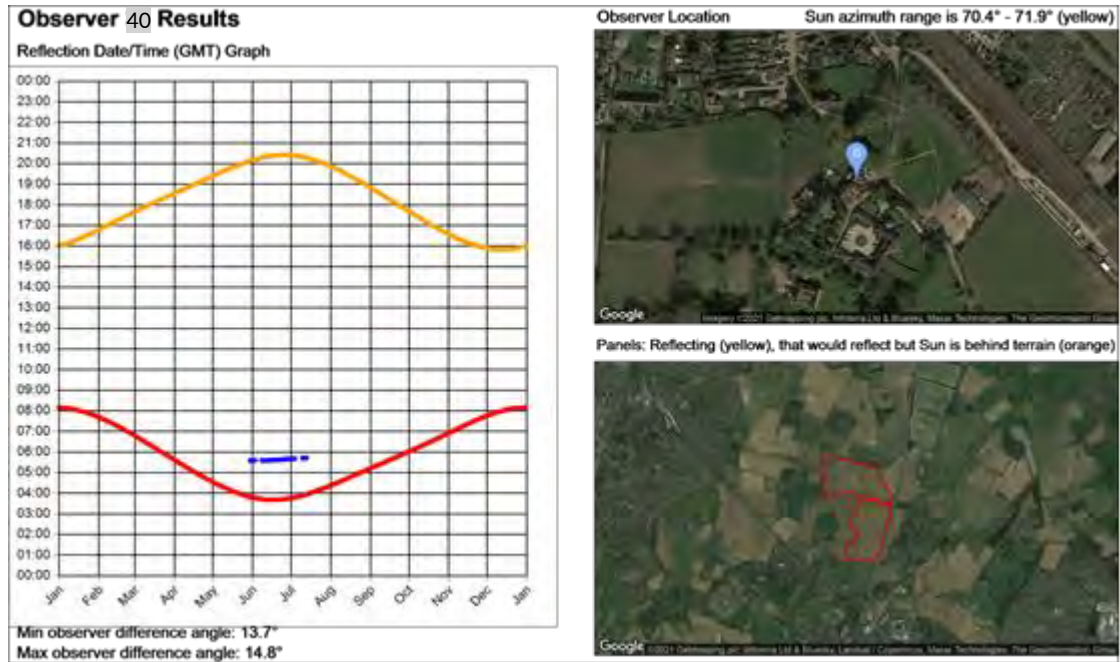 Observer 40 Results
Reflection Date/Time (GMT) Graph
00:00
23:00
22:00
21:00
20:00
19:00
18:00
17:00
16:00
15:00
14:00
13:00
12:00
11:00
10:00
09:00
08:00
07:00
06:00
05:00
04:00
03:00
02:00
01:00
00:00
Jan Feb Mar Apr May Jun Jul Aug Sep Oct Nov Dec Jan
Min observer difference angle: 13.7°
Max observer difference angle: 14.8°
Observer Location Sun azimuth range is 70.4° - 71.9° (yellow)
Google
Panels: Reflecting (yellow), that would reflect but Sun is behind terrain (orange)
Google